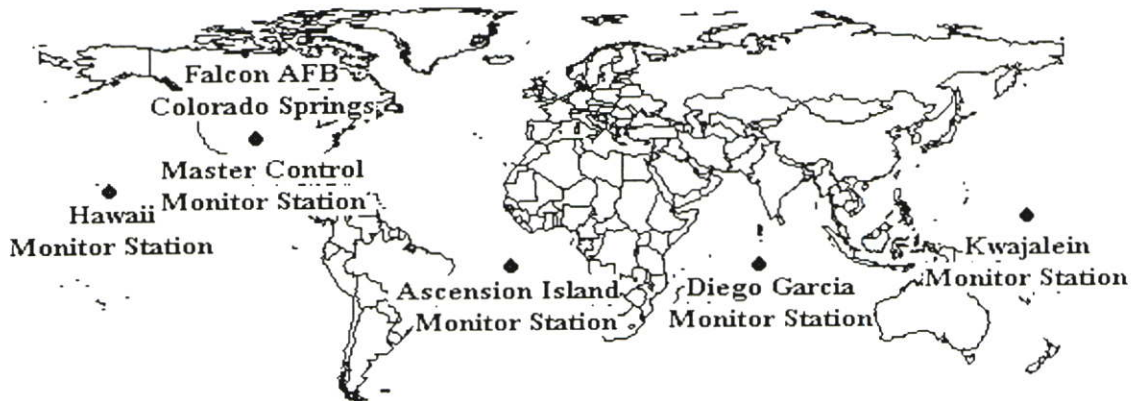 Falcon AFB
Colorado Springs
Master Control
Monitor Station
Hawaii
Monitor Station
Ascension Island
Monitor Station
Diego Garcia
Monitor Station
Kwajalein
Monitor Station